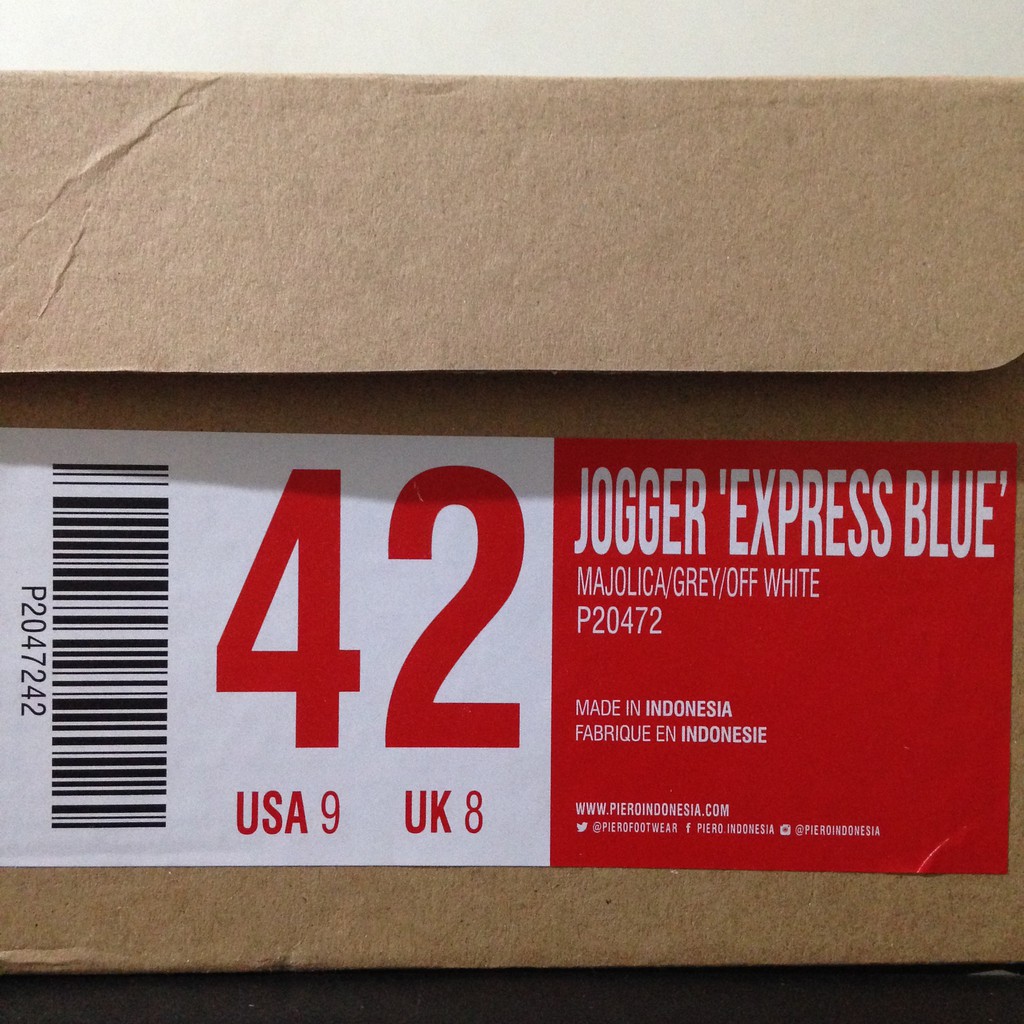 P2047242
42
USA 9 UK 8
JOGGER 'EXPRESS BLUE'
MAJOLICA/GREY/OFF WHITE
P20472
MADE IN INDONESIA
FABRIQUE EN INDONESIE
WWW.PIEROINDONESIA.COM
@PIEROFOOTWEAR f PIERO.INDONESIA @PIEROINDONESIA